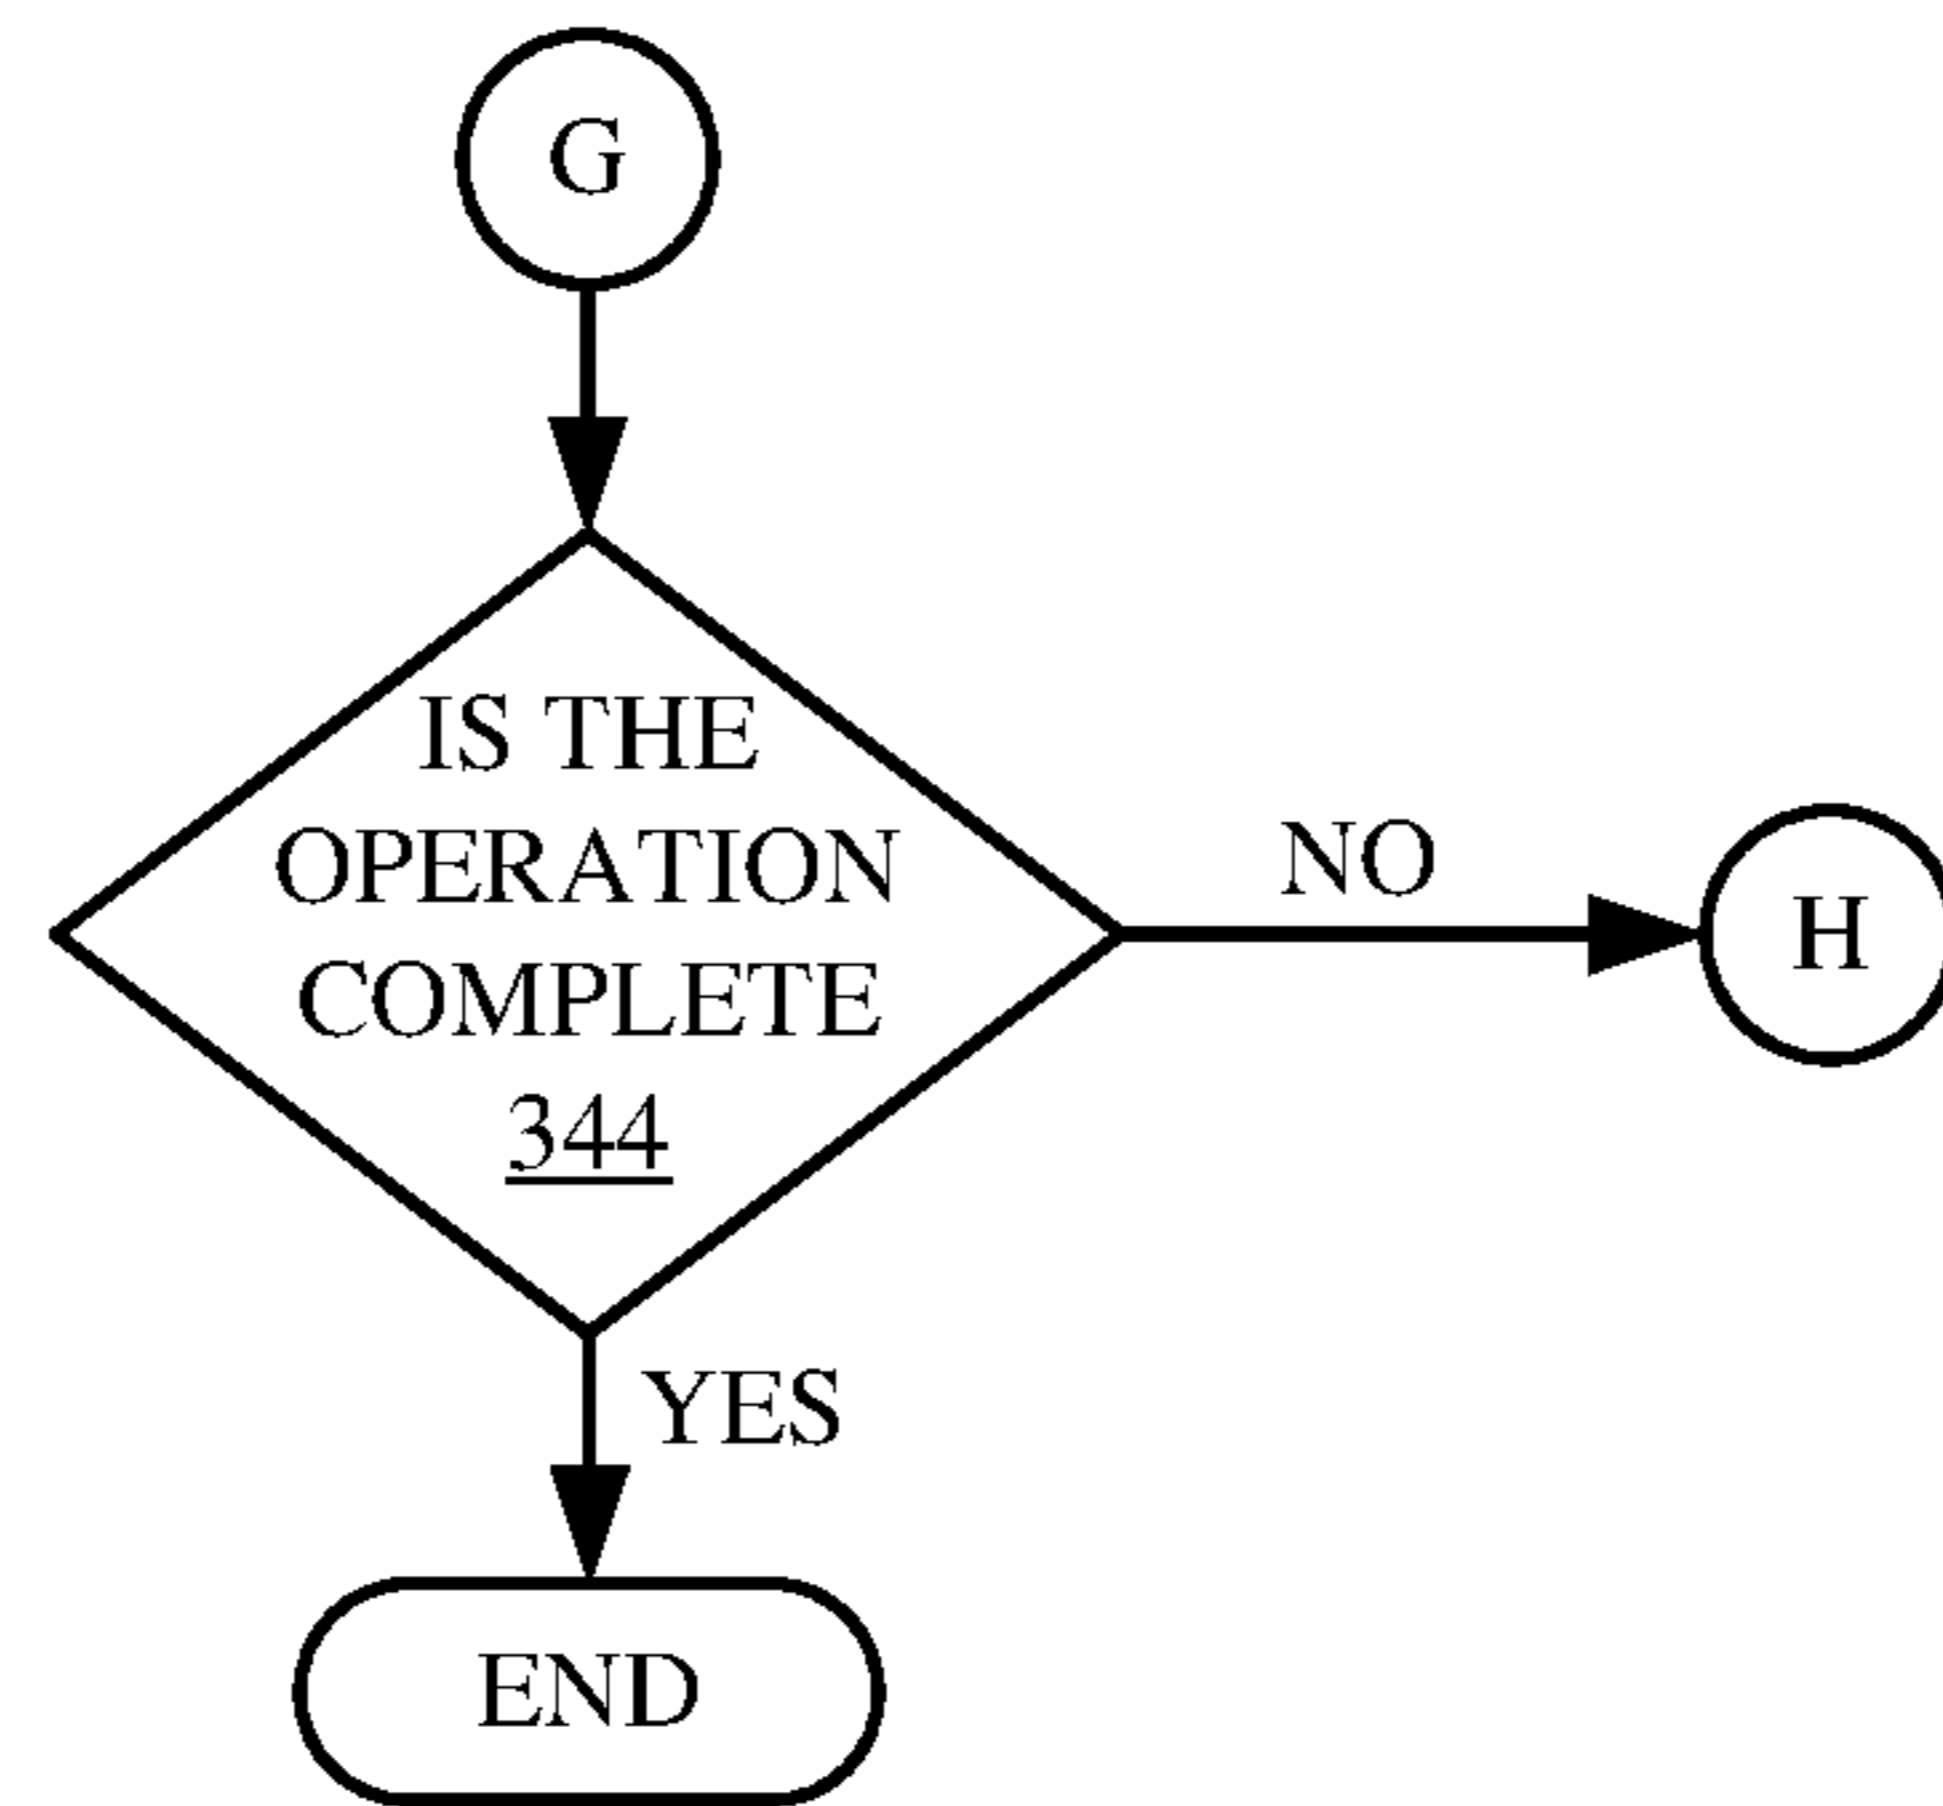 G
IS THE
OPERATION
COMPLETE
344
NO
H
YES
END